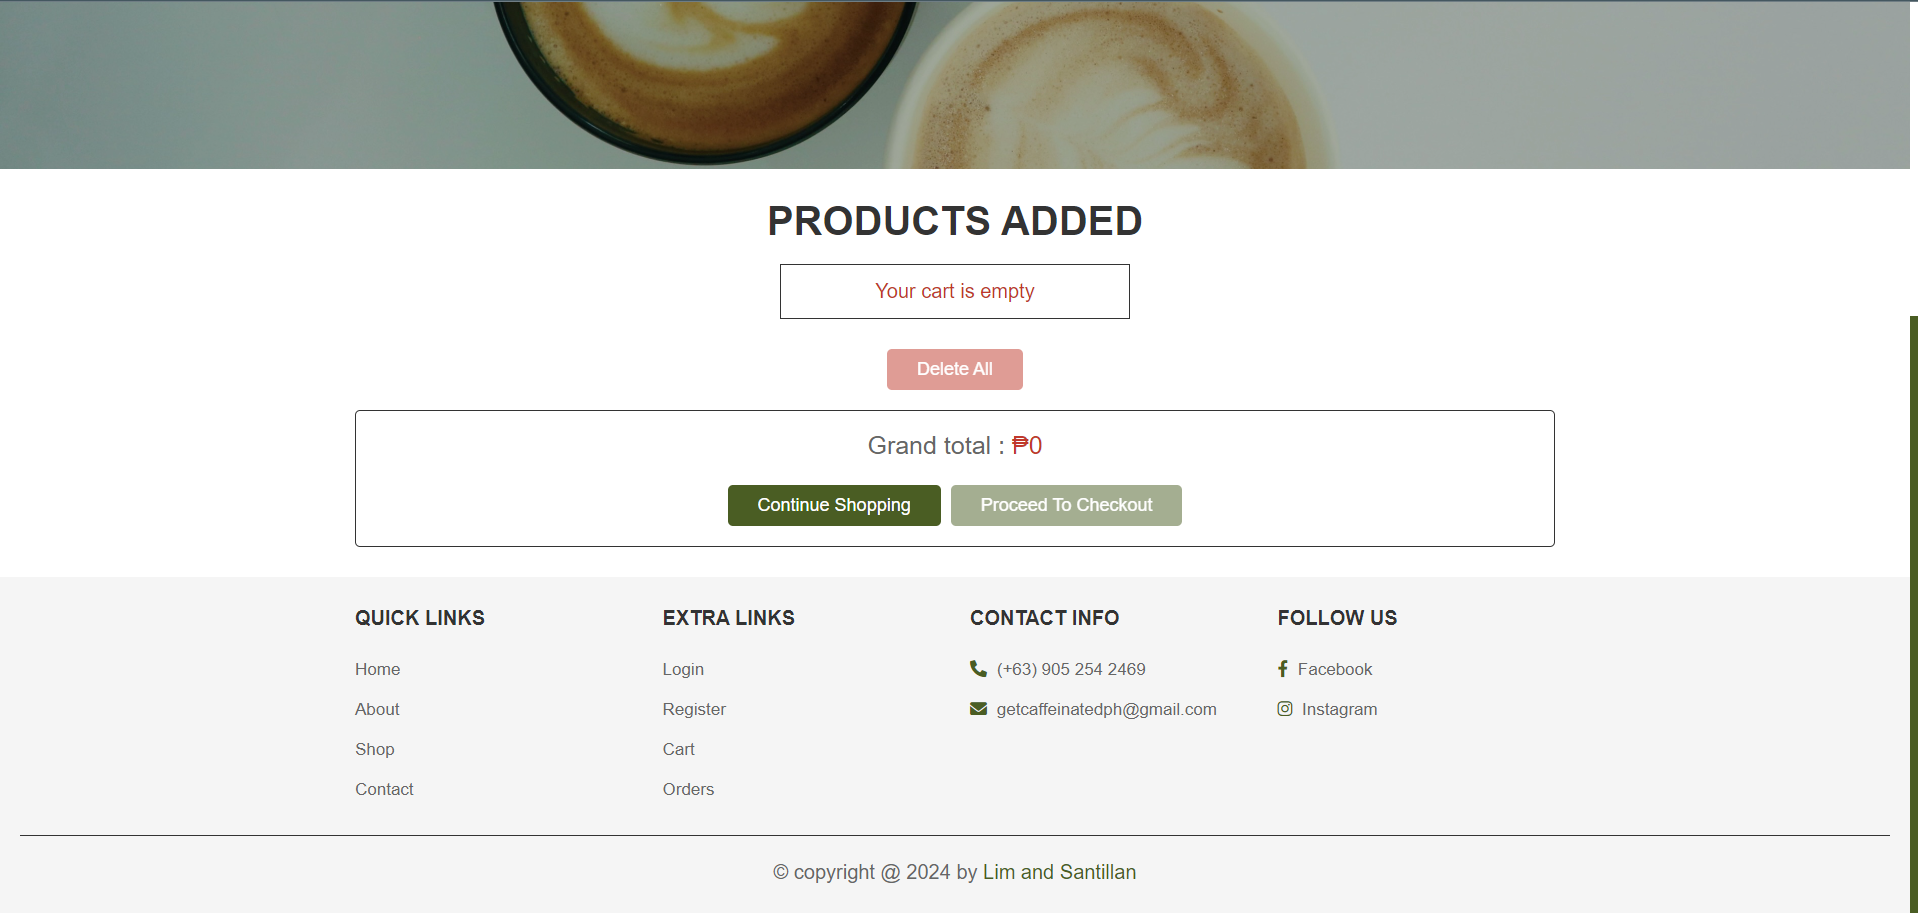 PRODUCTS ADDED
Your cart is empty
Delete All
Grand total : ₱0
Continue Shopping
Proceed To Checkout
QUICK LINKS
Home
About
Shop
Contact
EXTRA LINKS
Login
Register
Cart
Orders
CONTACT INFO
(+63) 905 254 2469
getcaffeinatedph@gmail.com
FOLLOW US
Facebook
Instagram
© copyright @ 2024 by Lim and Santillan